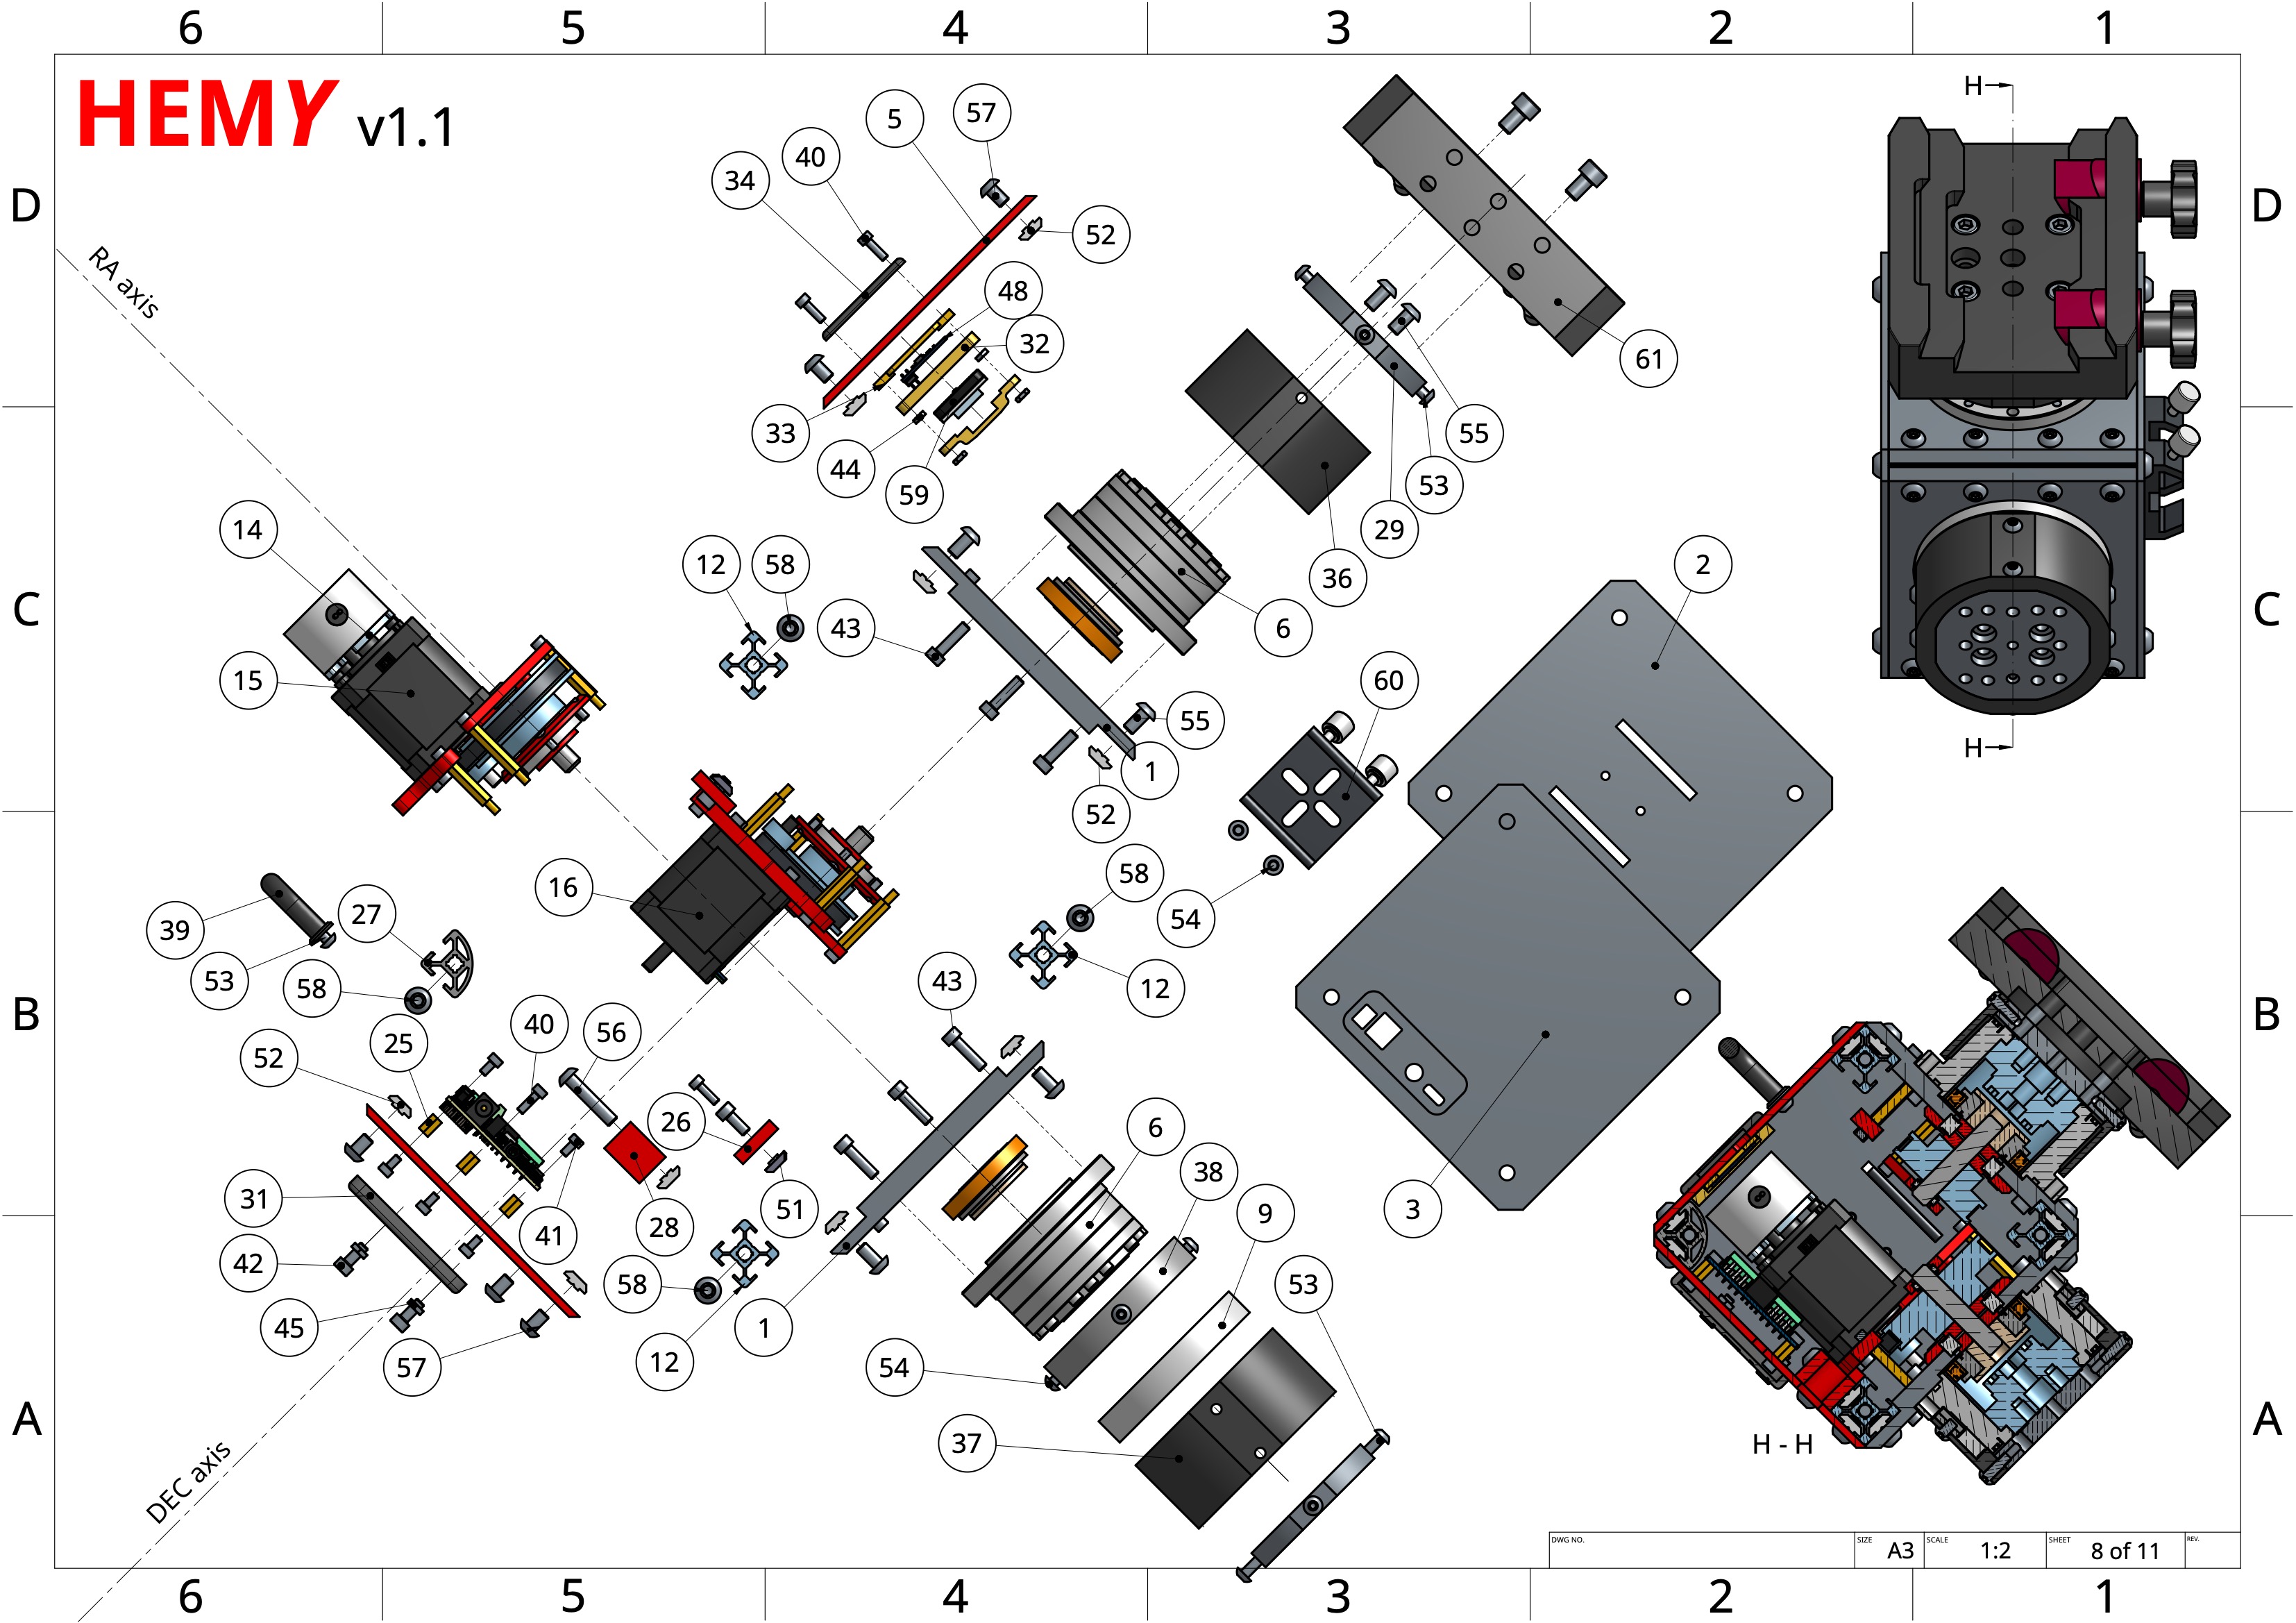 6 5 4 3 2 1
HEMY v1.1
H
57
5
40
34
D
D
52
RA axis
48
32
61
33
55
44
53
59
29
14
12
58
2
36
C
43
6
C
15
60
55
H
1
52
58
16
27
39
54
53
43
12
58
B
B
40
56
25
52
26
6
38
31
51
3
9
28
41
42
58
53
45
1
12
57
54
A
A
37
H - H
DEC axis
DWG NO.
SIZE A3
SCALE 1:2
SHEET 8 of 11
REV.
6 5 4 3 2 1